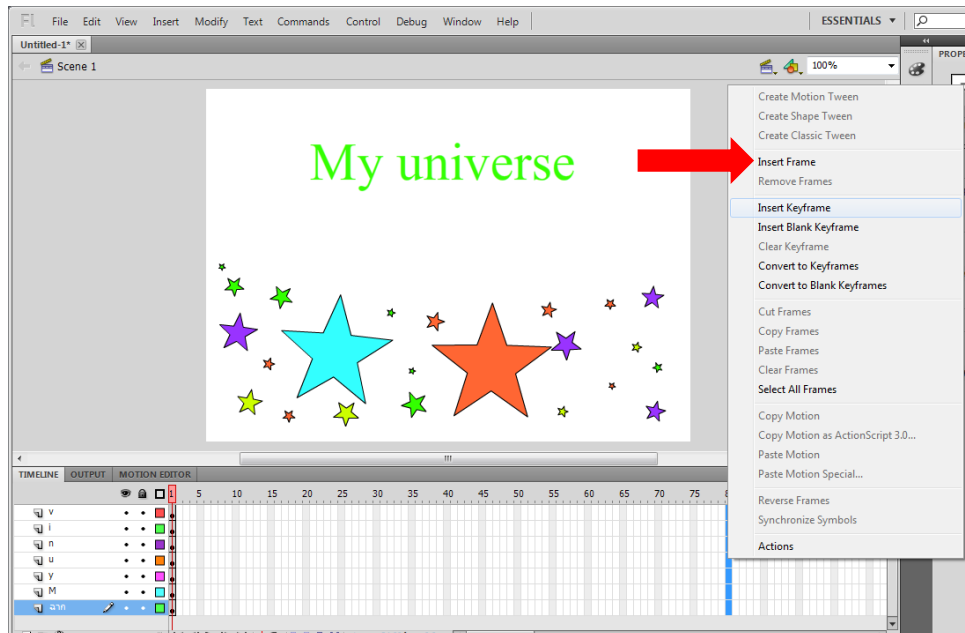 Fl File Edit View Insert Modify Text Commands Control Debug Window Help ESSENTIALS
Untitled-1*
Scene 1 100%
PROPE
My universe
Create Motion Tween
Create Shape Tween
Create Classic Tween
Insert Frame
Remove Frames
Insert Keyframe
Insert Blank Keyframe
Clear Keyframe
Convert to Keyframes
Convert to Blank Keyframes
Cut Frames
Copy Frames
Paste Frames
Clear Frames
Select All Frames
Copy Motion
Copy Motion as ActionScript 3.0...
Paste Motion
Paste Motion Special...
Reverse Frames
Synchronize Symbols
Actions
TIMELINE OUTPUT MOTION EDITOR
1 5 10 15 20 25 30 35 40 45 50 55 60 65 70 75
v
i
n
u
y
M
ฉาก